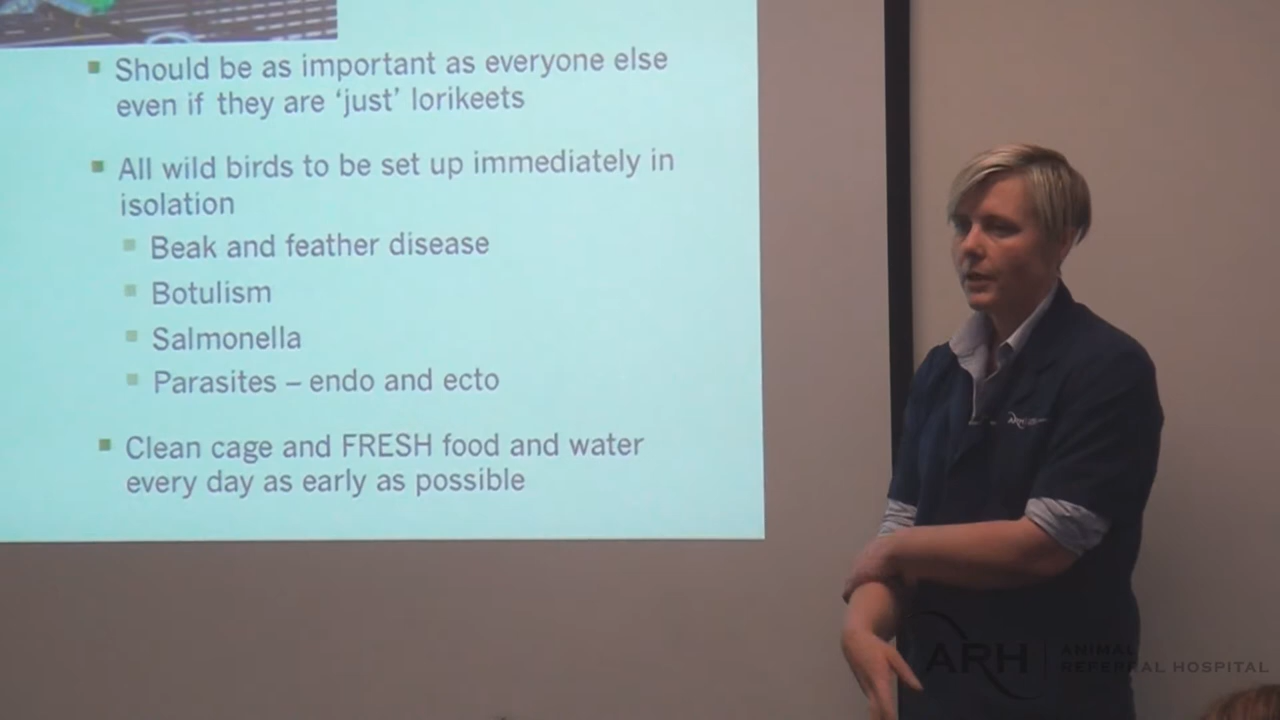 Should be as important as everyone else
even if they are ‘just’ lorikeets
All wild birds to be set up immediately in
isolation
Beak and feather disease
Botulism
Salmonella
Parasites – endo and ecto
Clean cage and FRESH food and water
every day as early as possible
ARH
ARH
ANIMAL
REFERRAL HOSPITAL